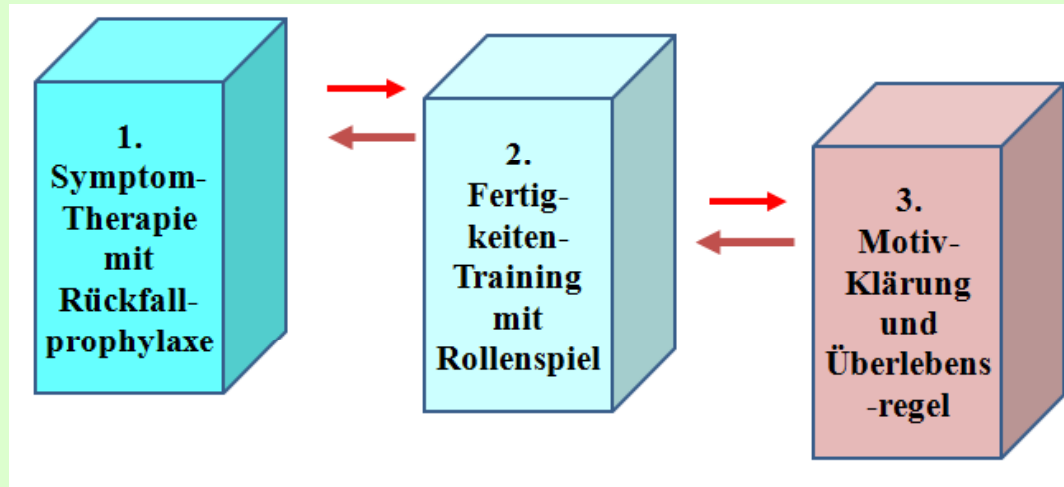 1.
Symptom-
Therapie
mit
Rückfall-
prophylaxe
2.
Fertig-
keiten-
Training
mit
Rollenspiel
3.
Motiv-
Klärung
und
Überlebens
-regel